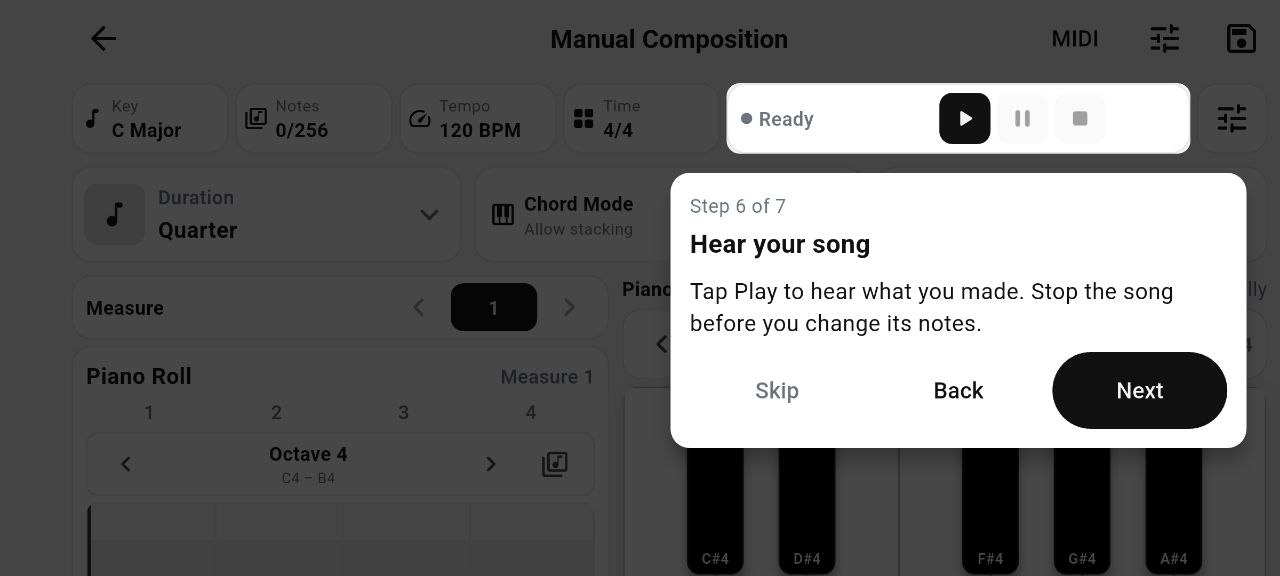 Manual Composition
MIDI
Key
C Major
Notes
0/256
Tempo
120 BPM
Time
4/4
Ready
Duration
Quarter
Chord Mode
Allow stacking
Step 6 of 7
Hear your song
Tap Play to hear what you made. Stop the song
before you change its notes.
Skip
Back
Next
Measure
1
Piano Roll
Measure 1
1 2 3 4
Octave 4
C4 – B4
C#4
D#4
F#4
G#4
A#4